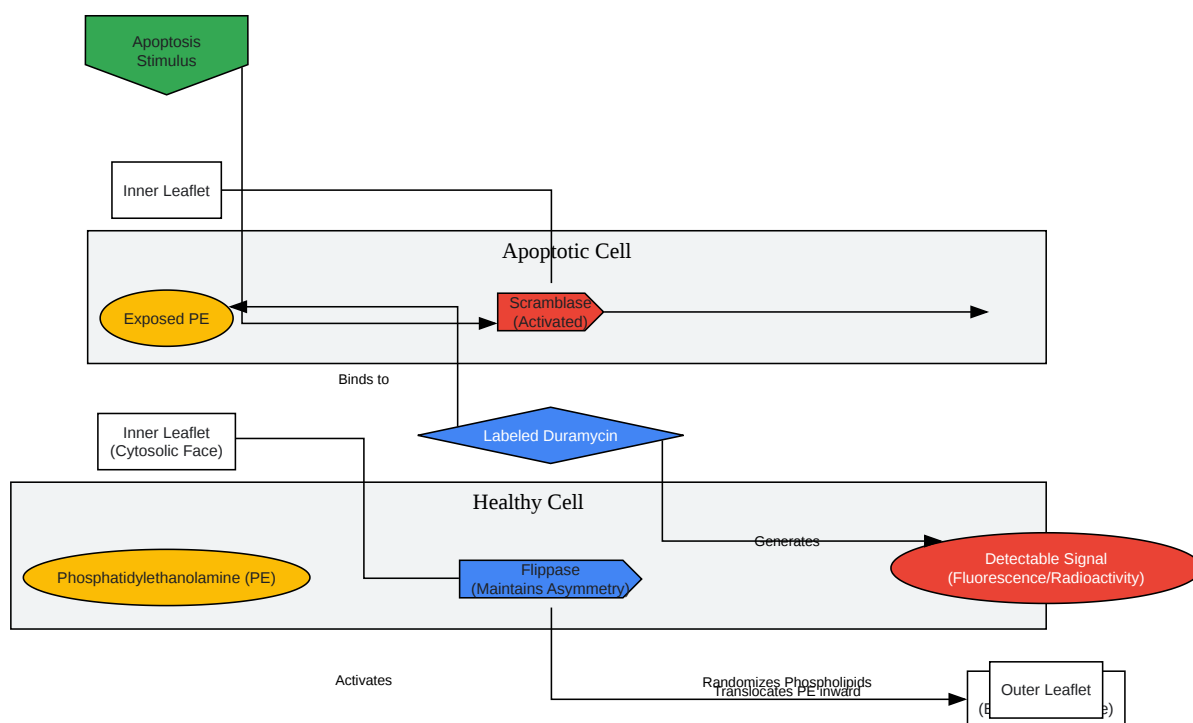 Apoptosis
Stimulus
Inner Leaflet
Apoptotic Cell
Exposed PE
Scramblase
(Activated)
Binds to
Inner Leaflet
(Cytosolic Face)
Labeled Duramycin
Healthy Cell
Generates
Phosphatidylethanolamine (PE)
Flippase
(Maintains Asymmetry)
Detectable Signal
(Fluorescence/Radioactivity)
Activates
Randomizes Phospholipids
Translocates PE inward
Outer Leaflet